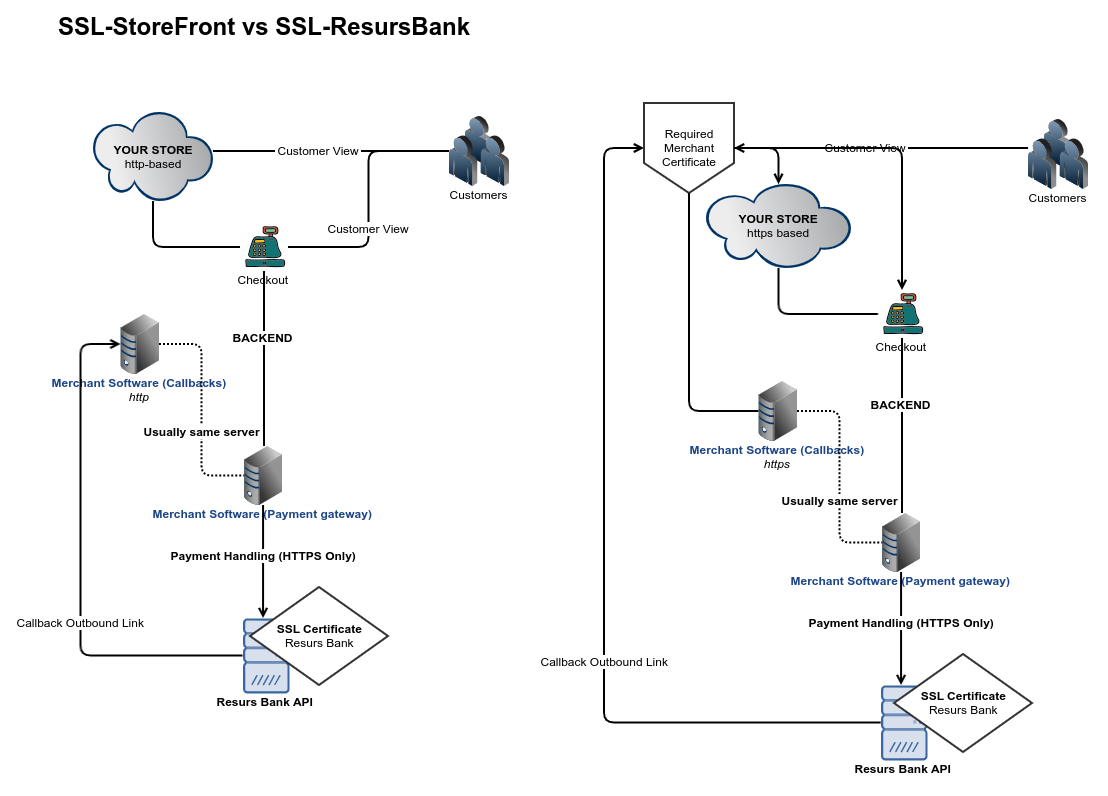 SSL-StoreFront vs SSL-ResursBank
YOUR STORE
http-based
Customer View
Customers
Customer View
Checkout
BACKEND
Merchant Software (Callbacks)
http
Usually same server
Merchant Software (Payment gateway)
Payment Handling (HTTPS Only)
Callback Outbound Link
SSL Certificate
Resurs Bank
Resurs Bank API
Required
Merchant
Certificate
Customer View
Customers
YOUR STORE
https based
Checkout
BACKEND
Merchant Software (Callbacks)
https
Usually same server
Merchant Software (Payment gateway)
Payment Handling (HTTPS Only)
Callback Outbound Link
SSL Certificate
Resurs Bank
Resurs Bank API